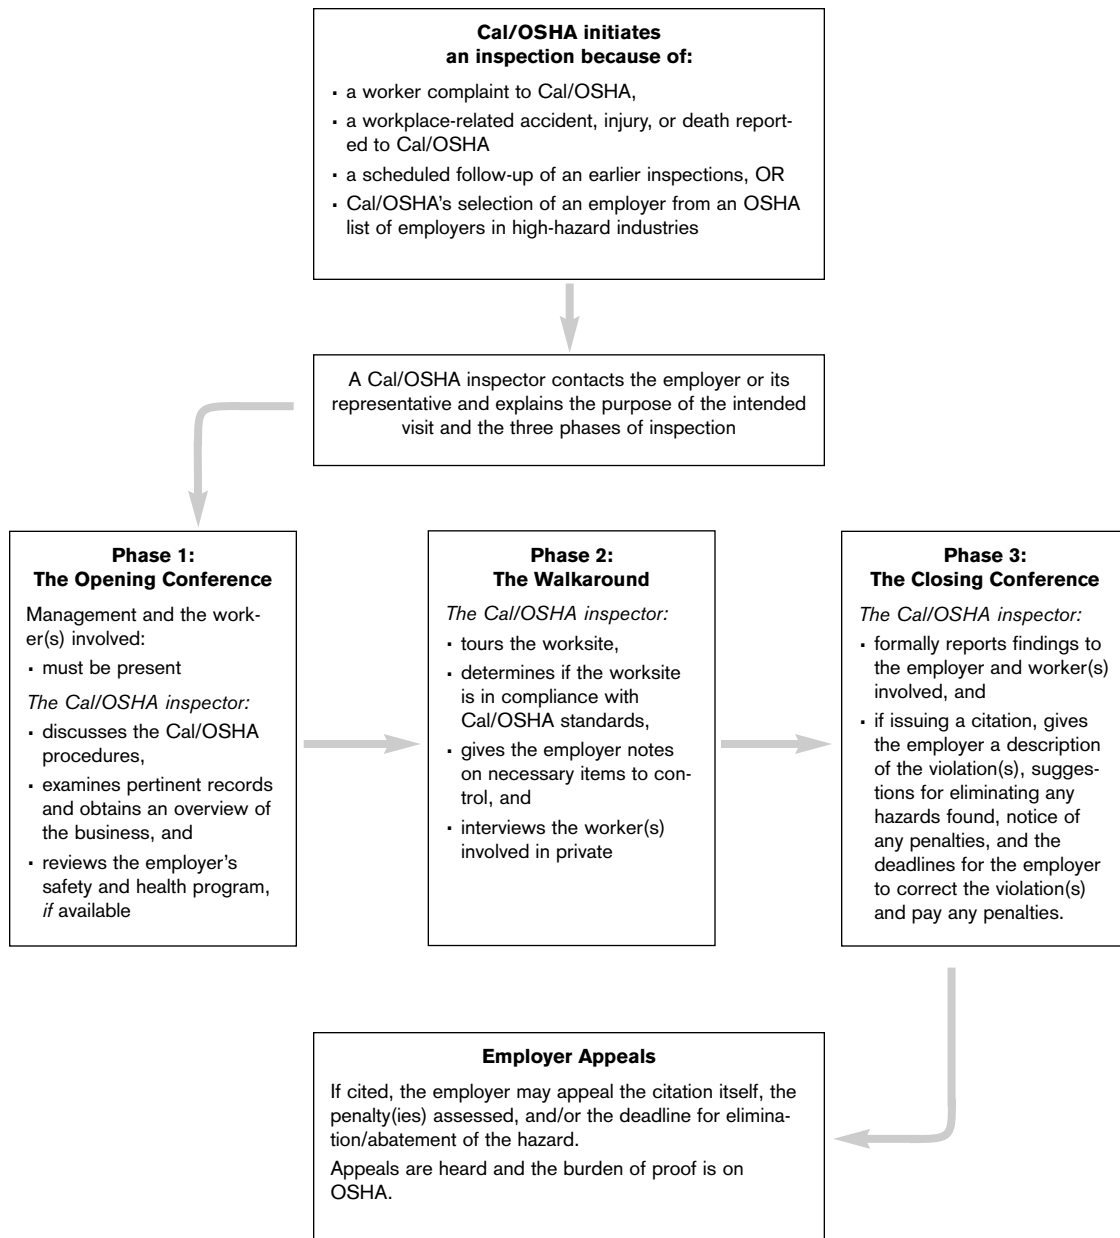 Cal/OSHA initiates
an inspection because of:
· a worker complaint to Cal/OSHA,
· a workplace-related accident, injury, or death report-
ed to Cal/OSHA
· a scheduled follow-up of an earlier inspections, OR
· Cal/OSHA's selection of an employer from an OSHA
list of employers in high-hazard industries
A Cal/OSHA inspector contacts the employer or its
representative and explains the purpose of the intended
visit and the three phases of inspection
Phase 1:
The Opening Conference
Management and the work-
er(s) involved:
· must be present
The Cal/OSHA inspector:
· discusses the Cal/OSHA
procedures,
· examines pertinent records
and obtains an overview of
the business, and
· reviews the employer's
safety and health program,
if available
Phase 2:
The Walkaround
The Cal/OSHA inspector:
· tours the worksite,
· determines if the worksite
is in compliance with
Cal/OSHA standards,
· gives the employer notes
on necessary items to con-
trol, and
· interviews the worker(s)
involved in private
Phase 3:
The Closing Conference
The Cal/OSHA inspector:
· formally reports findings to
the employer and worker(s)
involved, and
· if issuing a citation, gives
the employer a description
of the violation(s), sugges-
tions for eliminating any
hazards found, notice of
any penalties, and the
deadlines for the employer
to correct the violation(s)
and pay any penalties.
Employer Appeals
If cited, the employer may appeal the citation itself, the
penalty(ies) assessed, and/or the deadline for elimina-
tion/abatement of the hazard.
Appeals are heard and the burden of proof is on
OSHA.